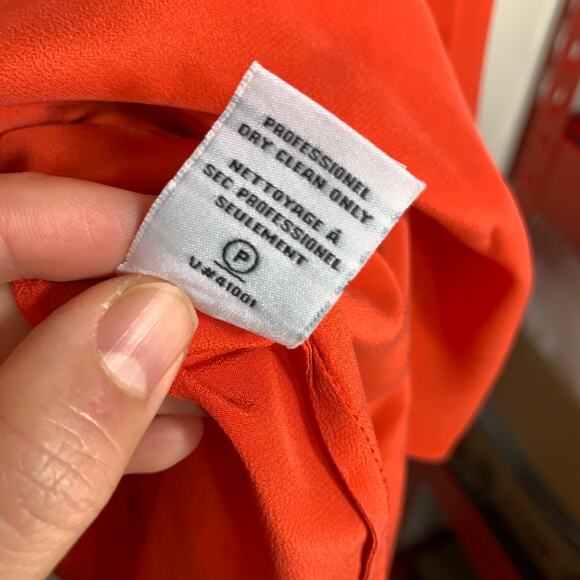 PROFESSIONEL
DRY CLEAN ONLY
NETTOYAGE À
SEC PROFESSIONEL
SEULEMENT
P
U-#41001